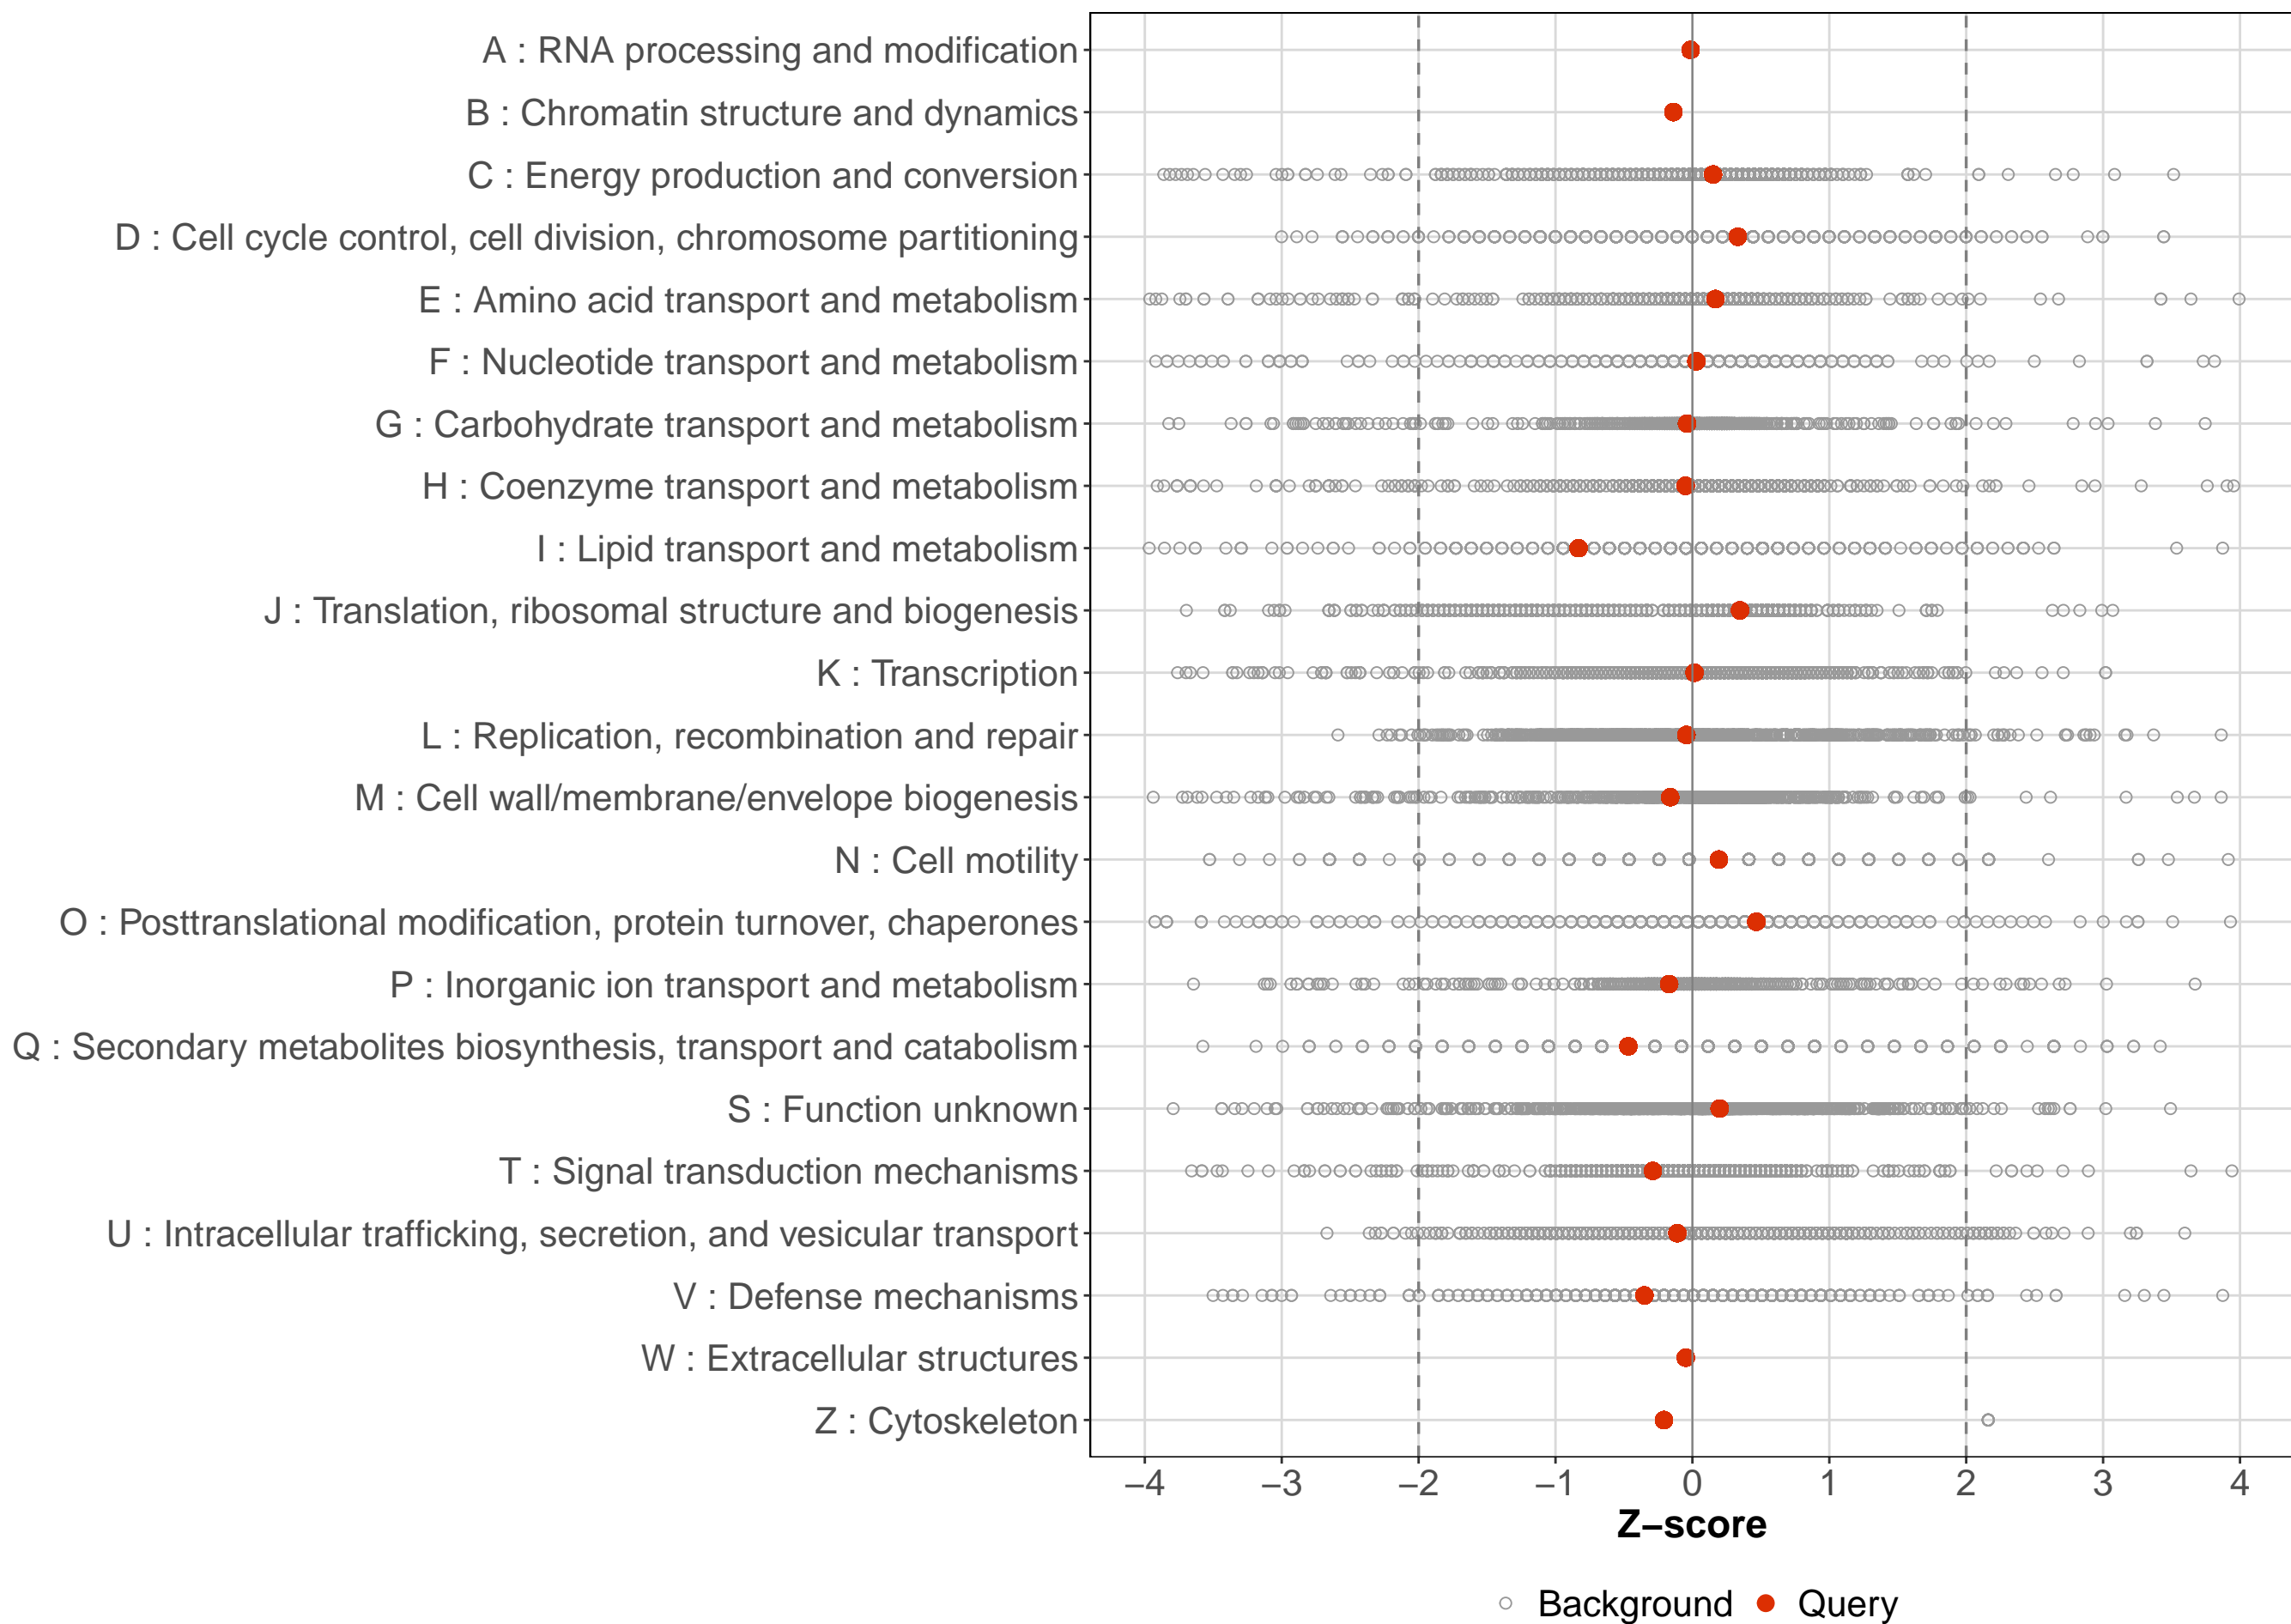 A : RNA processing and modification
B : Chromatin structure and dynamics
C : Energy production and conversion
D : Cell cycle control, cell division, chromosome partitioning
E : Amino acid transport and metabolism
F : Nucleotide transport and metabolism
G : Carbohydrate transport and metabolism
H : Coenzyme transport and metabolism
I : Lipid transport and metabolism
J : Translation, ribosomal structure and biogenesis
K : Transcription
L : Replication, recombination and repair
M : Cell wall/membrane/envelope biogenesis
N : Cell motility
O : Posttranslational modification, protein turnover, chaperones
P : Inorganic ion transport and metabolism
Q : Secondary metabolites biosynthesis, transport and catabolism
S : Function unknown
T : Signal transduction mechanisms
U : Intracellular trafficking, secretion, and vesicular transport
V : Defense mechanisms
W : Extracellular structures
Z : Cytoskeleton
−4 −3 −2 −1 0 1 2 3 4
Z−score
Background Query